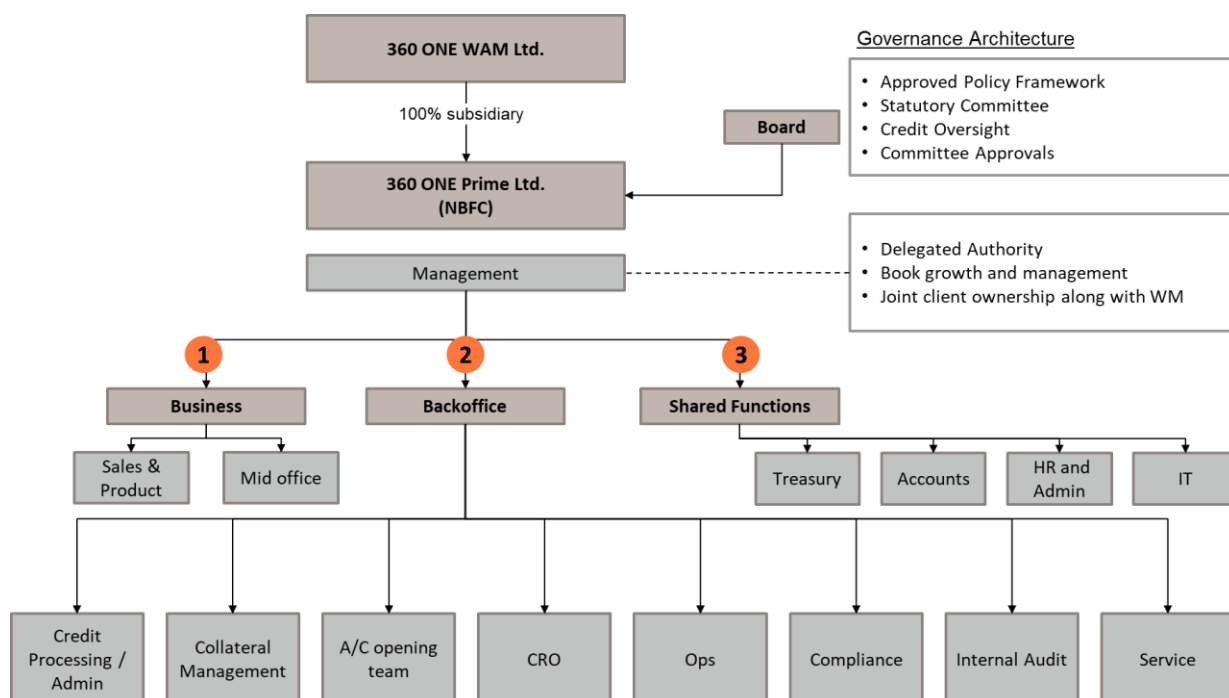 360 ONE WAM Ltd.
Governance Architecture
• Approved Policy Framework
• Statutory Committee
• Credit Oversight
• Committee Approvals
100% subsidiary
Board
360 ONE Prime Ltd.
(NBFC)
Management
• Delegated Authority
• Book growth and management
• Joint client ownership along with WM
1
2
3
Business
Backoffice
Shared Functions
Sales &
Product
Mid office
Treasury
Accounts
HR and
Admin
IT
Credit
Processing /
Admin
Collateral
Management
A/C opening
team
CRO
Ops
Compliance
Internal Audit
Service